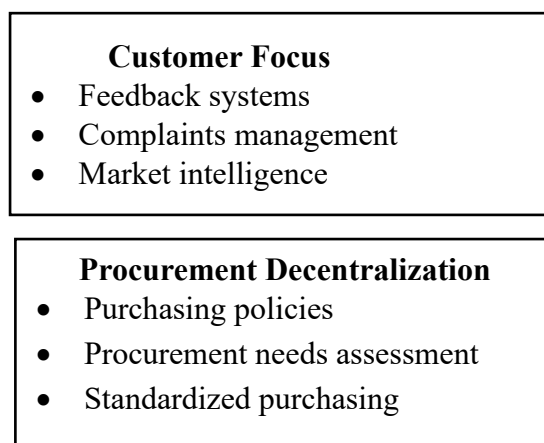 Customer Focus
• Feedback systems
• Complaints management
• Market intelligence
Procurement Decentralization
• Purchasing policies
• Procurement needs assessment
• Standardized purchasing